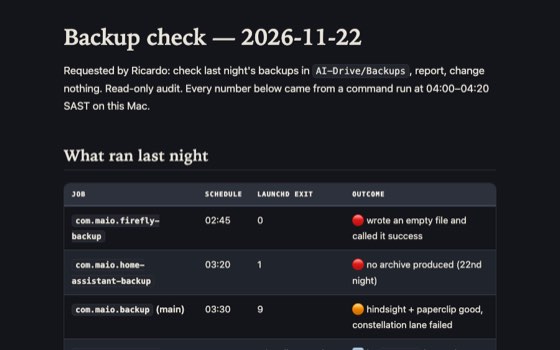 Backup check — 2026-11-22
Requested by Ricardo: check last night's backups in AI-Drive/Backups , report, change
nothing. Read-only audit. Every number below came from a command run at 04:00–04:20
SAST on this Mac.
What ran last night
JOB SCHEDULE LAUNCHD EXIT OUTCOME
com.maio.firefly- 02:45 0 🔴 wrote an empty file and
backup called it success
com.maio.home- 03:20 1 🔴 no archive produced (22nd
assistant-backup night)
com.maio.backup (main) 03:30 9 🟠 hindsight + paperclip good,
constellation lane failed